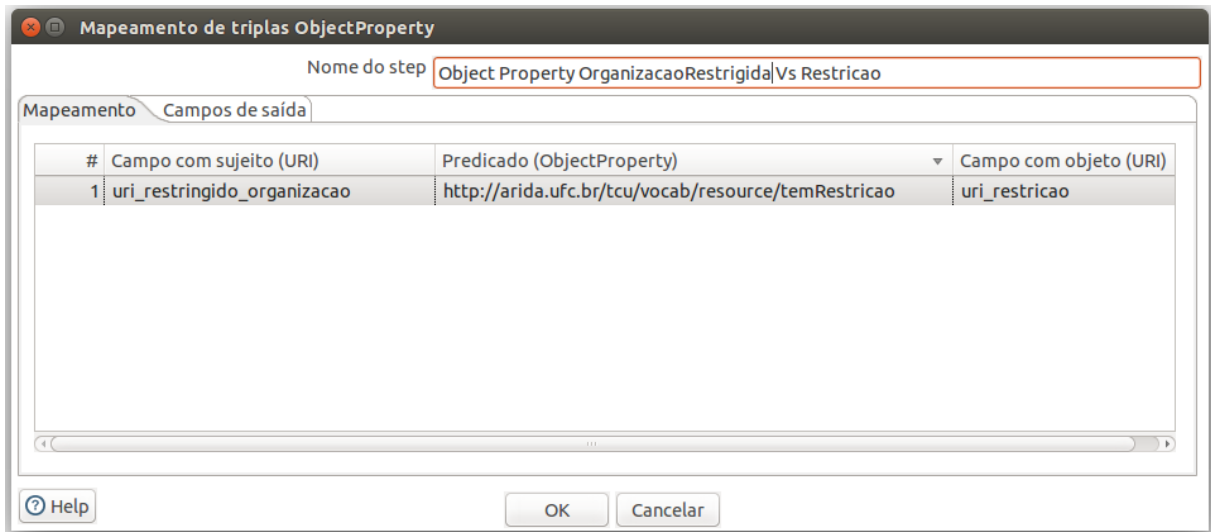 Mapeamento de triplas ObjectProperty
Nome do step Object Property OrganizacaoRestrigida Vs Restricao
Mapeamento Campos de saída
# Campo com sujeito (URI) Predicado (ObjectProperty) Campo com objeto (URI)
1 uri_restringido_organizacao http://arida.ufc.br/tcu/vocab/resource/temRestricao uri_restricao
Help OK Cancelar